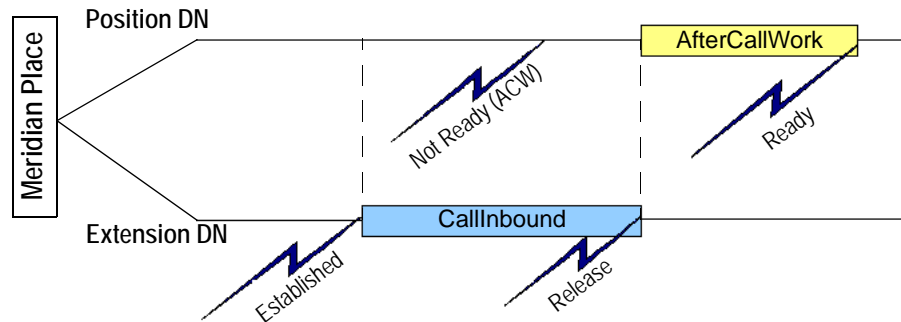 Position DN
AfterCallWork
Meridian Place
Not Ready (ACW)
Ready
CallInbound
Extension DN
Established
Release